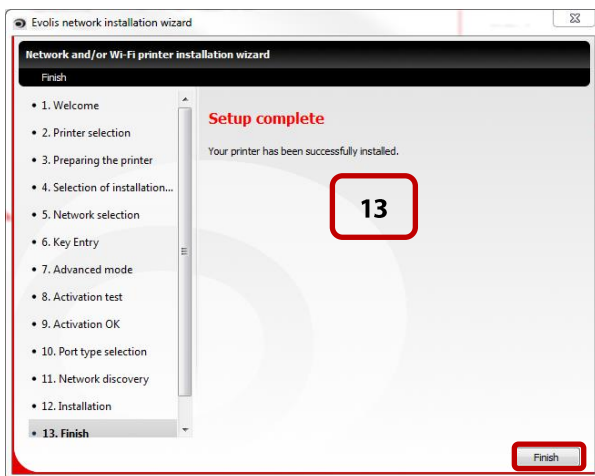 Evolis network installation wizard
Network and/or Wi-Fi printer installation wizard
Finish
• 1. Welcome
• 2. Printer selection
• 3. Preparing the printer
• 4. Selection of installation...
• 5. Network selection
• 6. Key Entry
• 7. Advanced mode
• 8. Activation test
• 9. Activation OK
• 10. Port type selection
• 11. Network discovery
• 12. Installation
• 13. Finish
Setup complete
Your printer has been successfully installed.
13
Finish